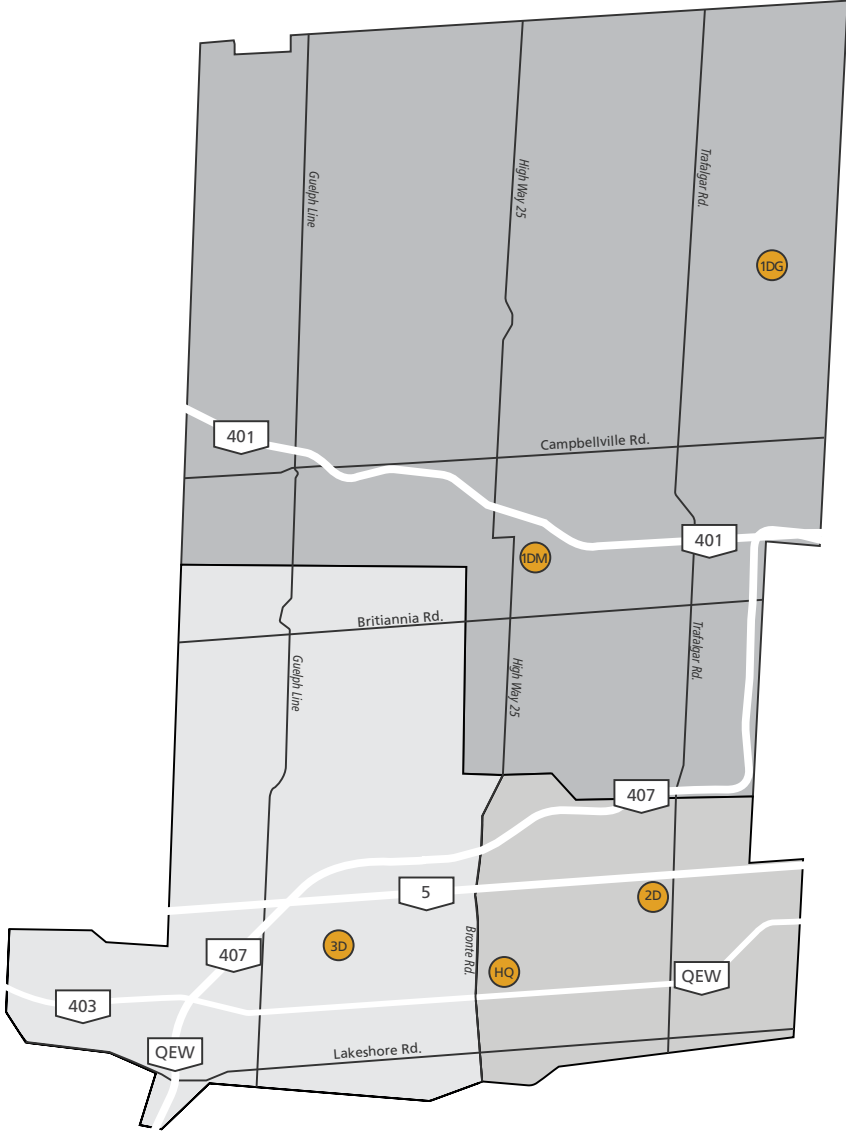 Guelph Line
High Way 25
Trafalgar Rd.
1DG
401
Campbellville Rd.
401
1DM
Britiannia Rd.
Guelph Line
High Way 25
Trafalgar Rd.
407
5
2D
407
3D
Bronte Rd.
HQ
QEW
403
QEW
Lakeshore Rd.